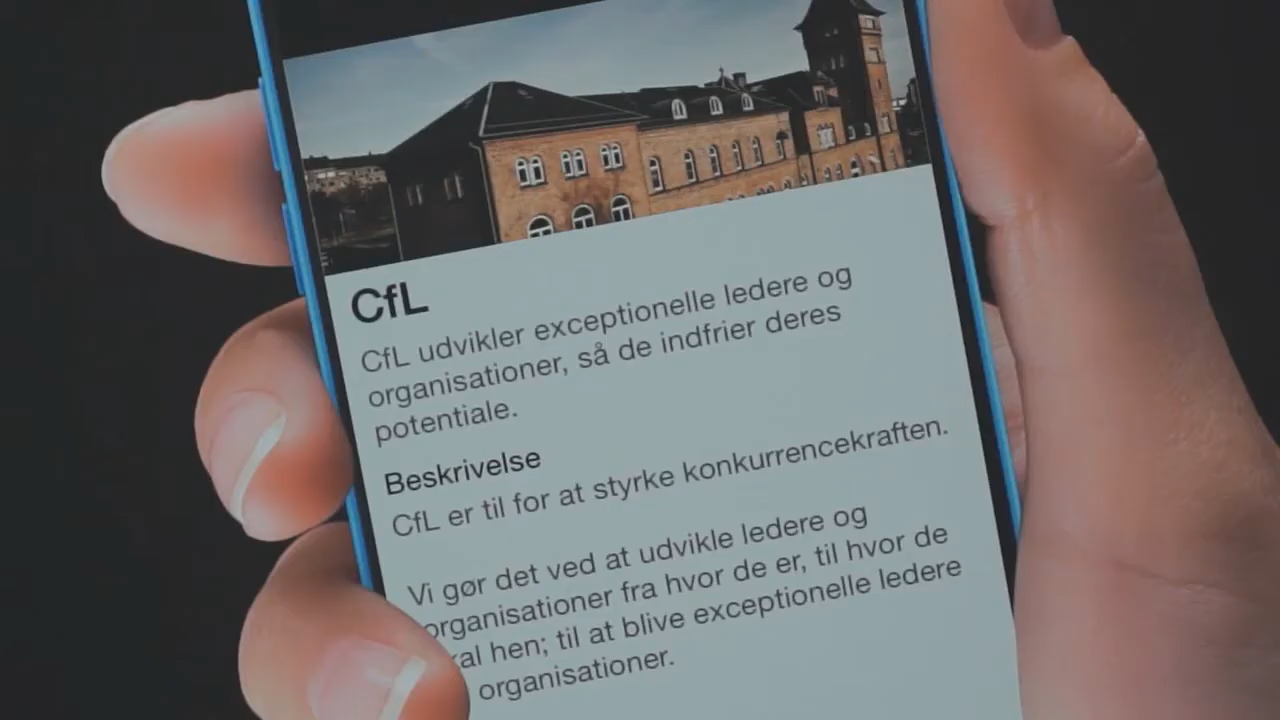 CfL
CfL udvikler exceptionelle ledere og
organisationer, så de indfrier deres
potentiale.
Beskrivelse
CfL er til for at styrke konkurrencekraften.
Vi gør det ved at udvikle ledere og
organisationer fra hvor de er, til hvor de
kal hen; til at blive exceptionelle ledere
organisationer.